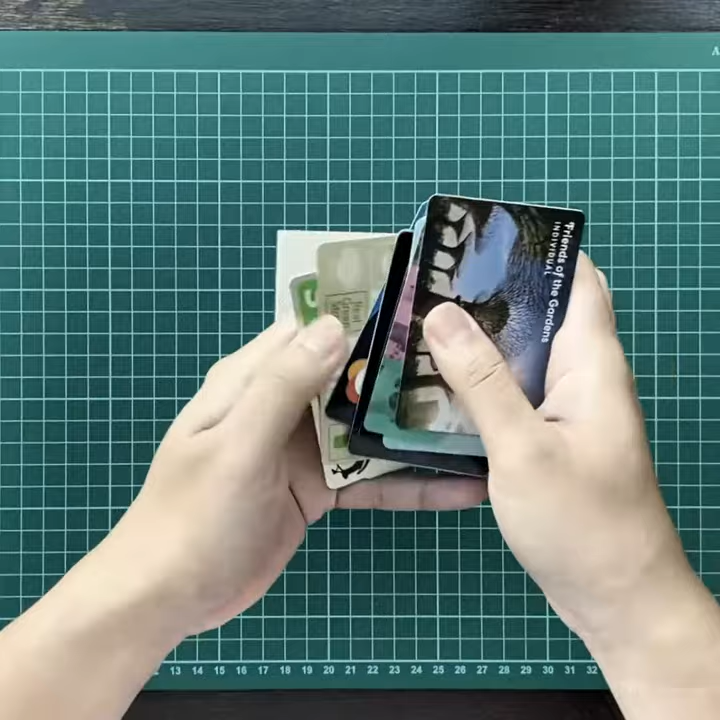 A
Friends of the Gardens
INDIVIDUAL
13 14 15 16 17 18 19 20 21 22 23 24 25 26 27 28 29 30 31 32